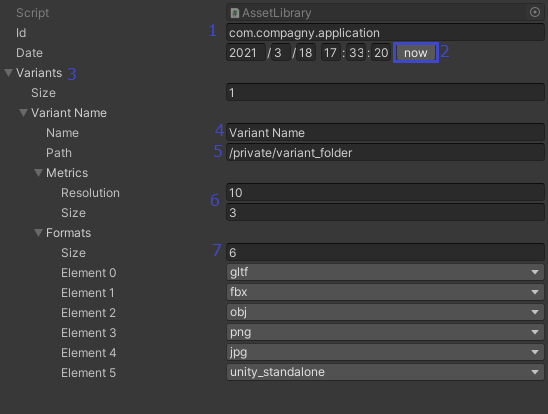 Script AssetLibrary
1
Id com.compagny.application
Date 2021 / 3 / 18 17 : 33 : 20 now 2
Variants 3
Size 1
Variant Name
4
Name Variant Name
5
Path /private/variant_folder
Metrics
Resolution 10
6
Size 3
Formats
7
Size 6
Element 0 gltf
Element 1 fbx
Element 2 obj
Element 3 png
Element 4 jpg
Element 5 unity_standalone